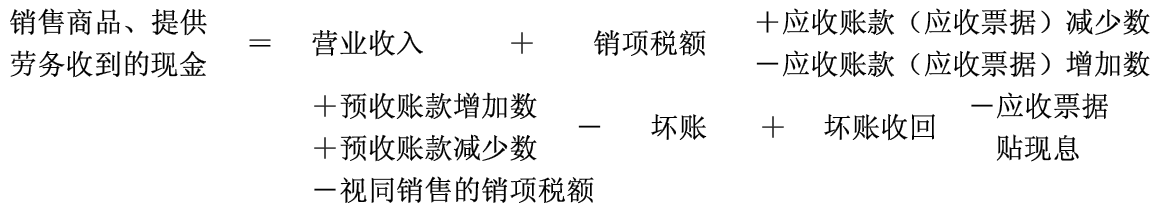 销售商品、提供 +应收账款（应收票据）减少数
劳务收到的现金 = 营业收入 + 销项税额 -应收账款（应收票据）增加数
+预收账款增加数 -应收票据
+预收账款减少数 - 坏账 + 坏账收回 贴现息
-视同销售的销项税额